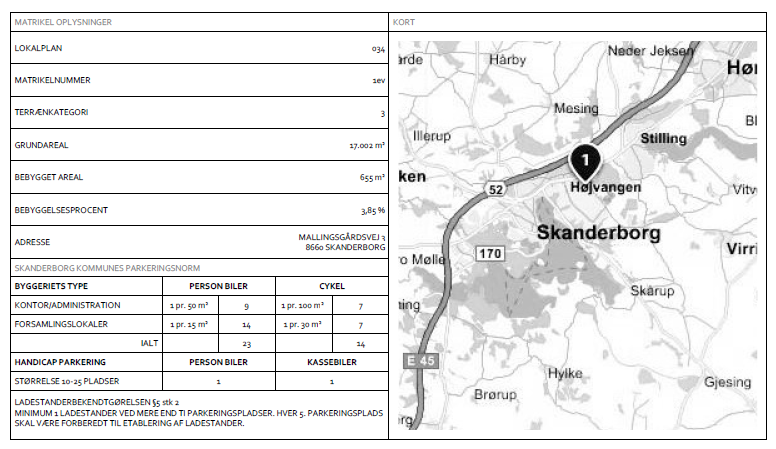 MATRIKEL OPLYSNINGER
LOKALPLAN 034
MATRIKELNUMMER 1ev
TERRÆNKATEGORI 3
GRUNDAREAL 17.002 m²
BEBYGGET AREAL 655 m²
BEBYGGELSESPROCENT 3,85 %
ADRESSE MALLINGSGÅRDSVEJ 3
8660 SKANDERBORG
SKANDERBORG KOMMUNES PARKERINGSNORM
BYGGERIETS TYPE PERSON BILER CYKEL
KONTOR/ADMINISTRATION 1 pr. 50 m² 9 1 pr. 100 m² 7
FORSAMLINGSLOKALER 1 pr. 15 m² 14 1 pr. 30 m² 7
IALT 23 14
HANDICAP PARKERING PERSON BILER KASSEBILER
STØRRELSE 10-25 PLADSER 1 1
LADESTANDERBEKENDTGØRELSEN §5 stk 2
MINIMUM 1 LADESTANDER VED MERE END TI PARKERINGSPLADSER. HVER 5. PARKERINGSPLADS
SKAL VÆRE FORBEREDT TIL ETABLERING AF LADESTANDER.
KORT
Neder Jeksen
årde
Hårby
Hør
Mesing
Bl
Illerup
Stilling
1
ken
52
Højvangen
Vitv
Skanderborg
170
Virri
ro Mølle
Skårup
ning
E 45
Hylke
Gjesing
Brørup
rg